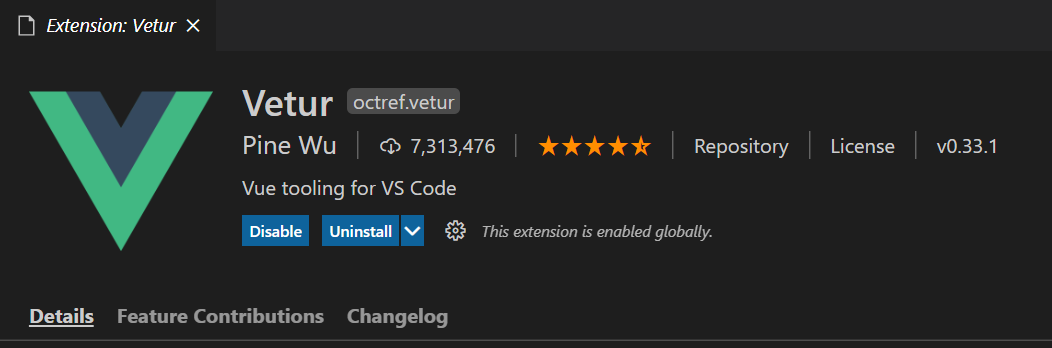 Extension: Vetur
Vetur octref.vetur
Pine Wu 7,313,476 Repository License v0.33.1
Vue tooling for VS Code
Disable Uninstall This extension is enabled globally.
Details Feature Contributions Changelog